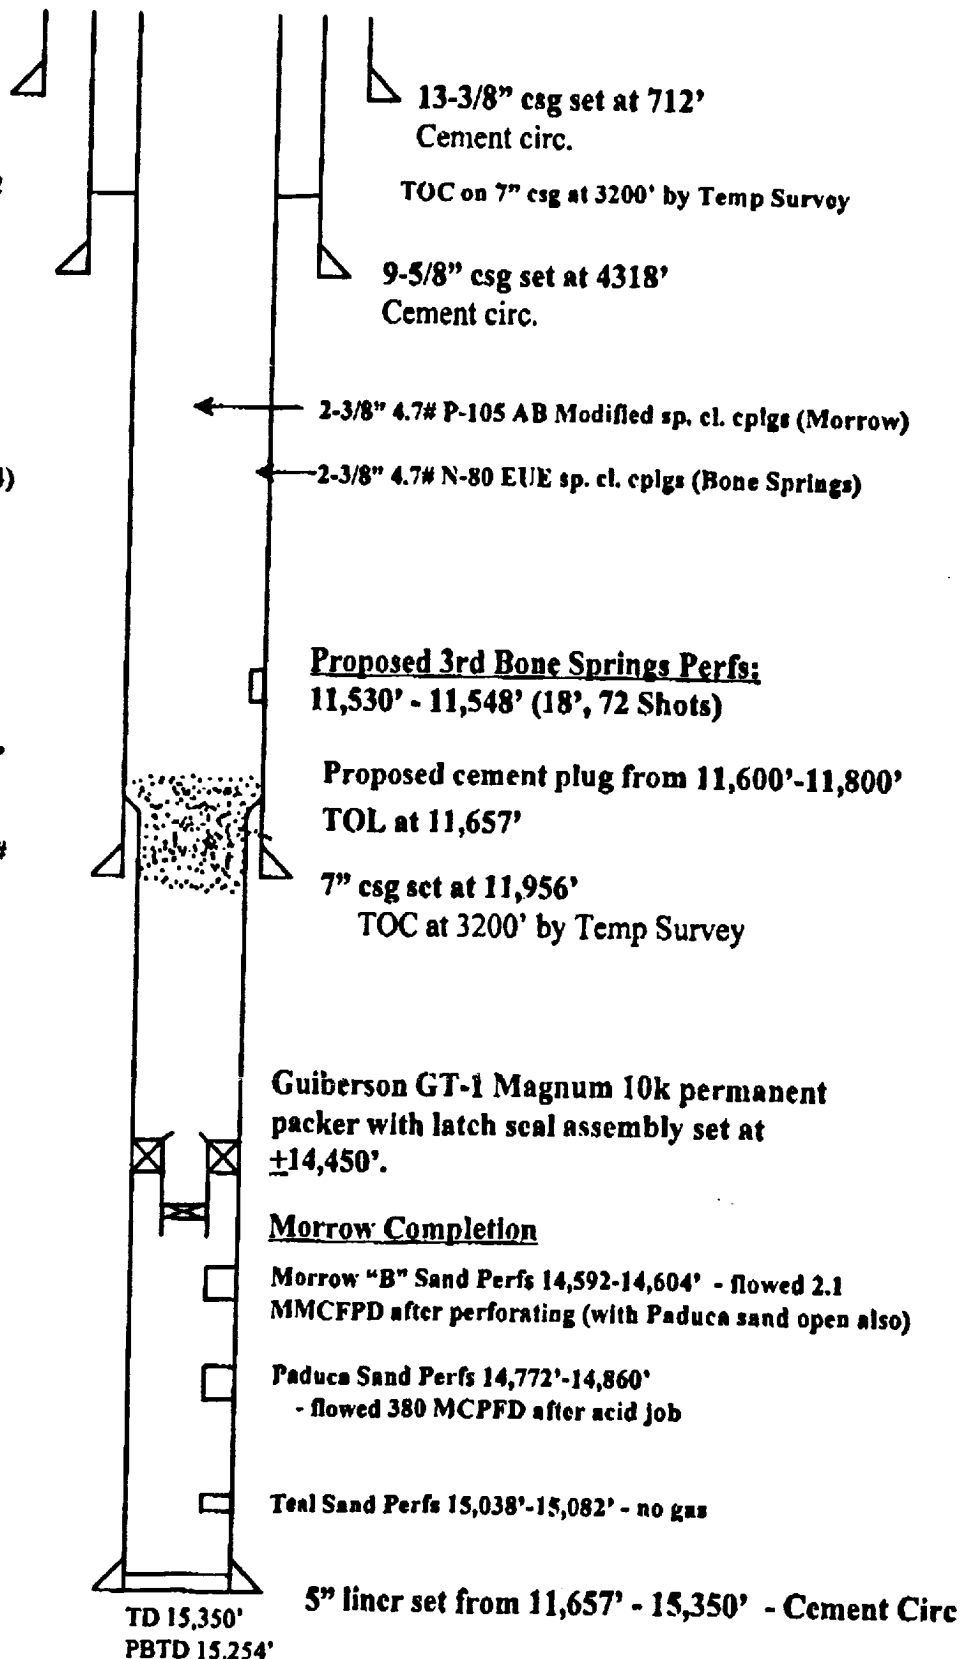 13-3/8” csg set at 712’
Cement circ.
TOC on 7” csg at 3200’ by Temp Survey
9-5/8” csg set at 4318’
Cement circ.
2-3/8” 4.7# P-105 AB Modified sp. cl. cplgs (Morrow)
)
2-3/8” 4.7# N-80 EUE sp. cl. cplgs (Bone Springs)
Proposed 3rd Bone Springs Perfs:
11,530’ - 11,548’ (18’, 72 Shots)
Proposed cement plug from 11,600’-11,800’
TOL at 11,657’
#
7” csg set at 11,956’
TOC at 3200’ by Temp Survey
Guiberson GT-1 Magnum 10k permanent
packer with latch seal assembly set at
±14,450’.
Morrow Completion
Morrow “B” Sand Perfs 14,592-14,604’ - flowed 2.1
MMCFPD after perforating (with Paduca sand open also)
Paduca Sand Perfs 14,772’-14,860’
- flowed 380 MCPFD after acid job
Teal Sand Perfs 15,038’-15,082’ - no gas
5” liner set from 11,657’ - 15,350’ - Cement Circ
TD 15,350’
PBTD 15,254’